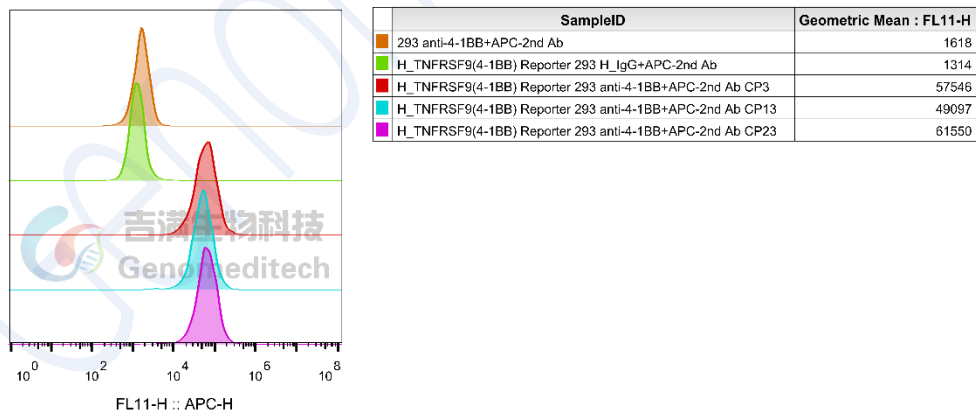 SampleID Geometric Mean : FL11-H
293 anti-4-1BB+APC-2nd Ab 1618
H_TNFRSF9(4-1BB) Reporter 293 H_IgG+APC-2nd Ab 1314
H_TNFRSF9(4-1BB) Reporter 293 anti-4-1BB+APC-2nd Ab CP3 57546
H_TNFRSF9(4-1BB) Reporter 293 anti-4-1BB+APC-2nd Ab CP13 49097
H_TNFRSF9(4-1BB) Reporter 293 anti-4-1BB+APC-2nd Ab CP23 61550
吉满生物科技
Genomeditech
10^0 10^2 10^4 10^6 10^8
FL11-H :: APC-H